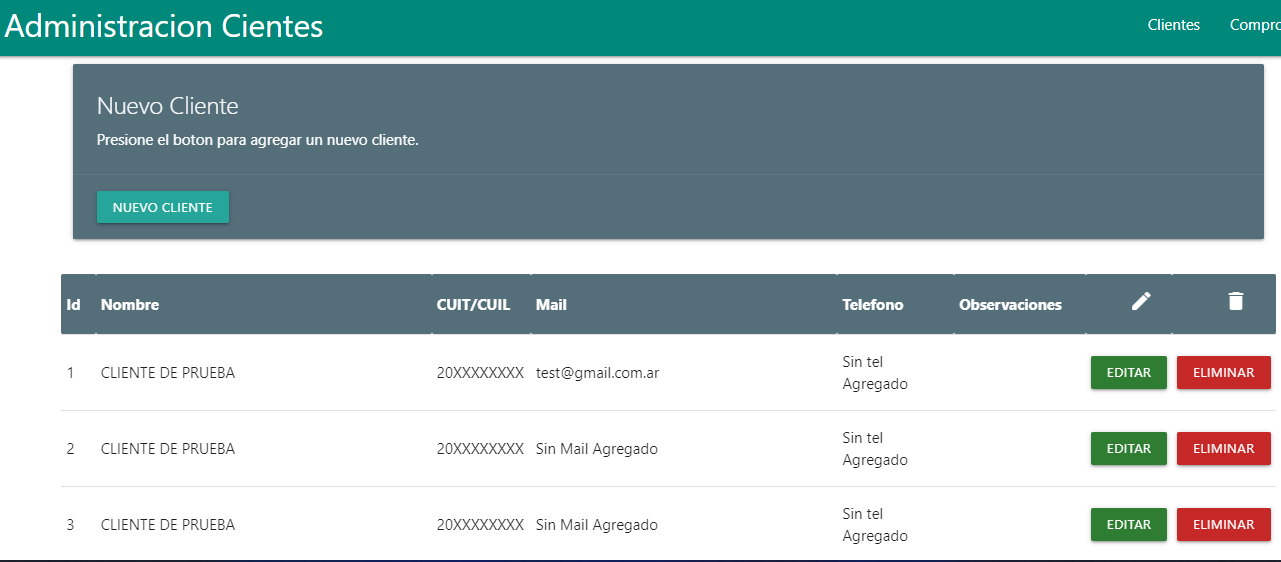 Administracion Cientes
Clientes Compro
Nuevo Cliente
Presione el boton para agregar un nuevo cliente.
NUEVO CLIENTE
Id Nombre CUIT/CUIL Mail Telefono Observaciones
1 CLIENTE DE PRUEBA 20XXXXXXXX test@gmail.com.ar Sin tel
Agregado EDITAR ELIMINAR
2 CLIENTE DE PRUEBA 20XXXXXXXX Sin Mail Agregado Sin tel
Agregado EDITAR ELIMINAR
3 CLIENTE DE PRUEBA 20XXXXXXXX Sin Mail Agregado Sin tel
Agregado EDITAR ELIMINAR